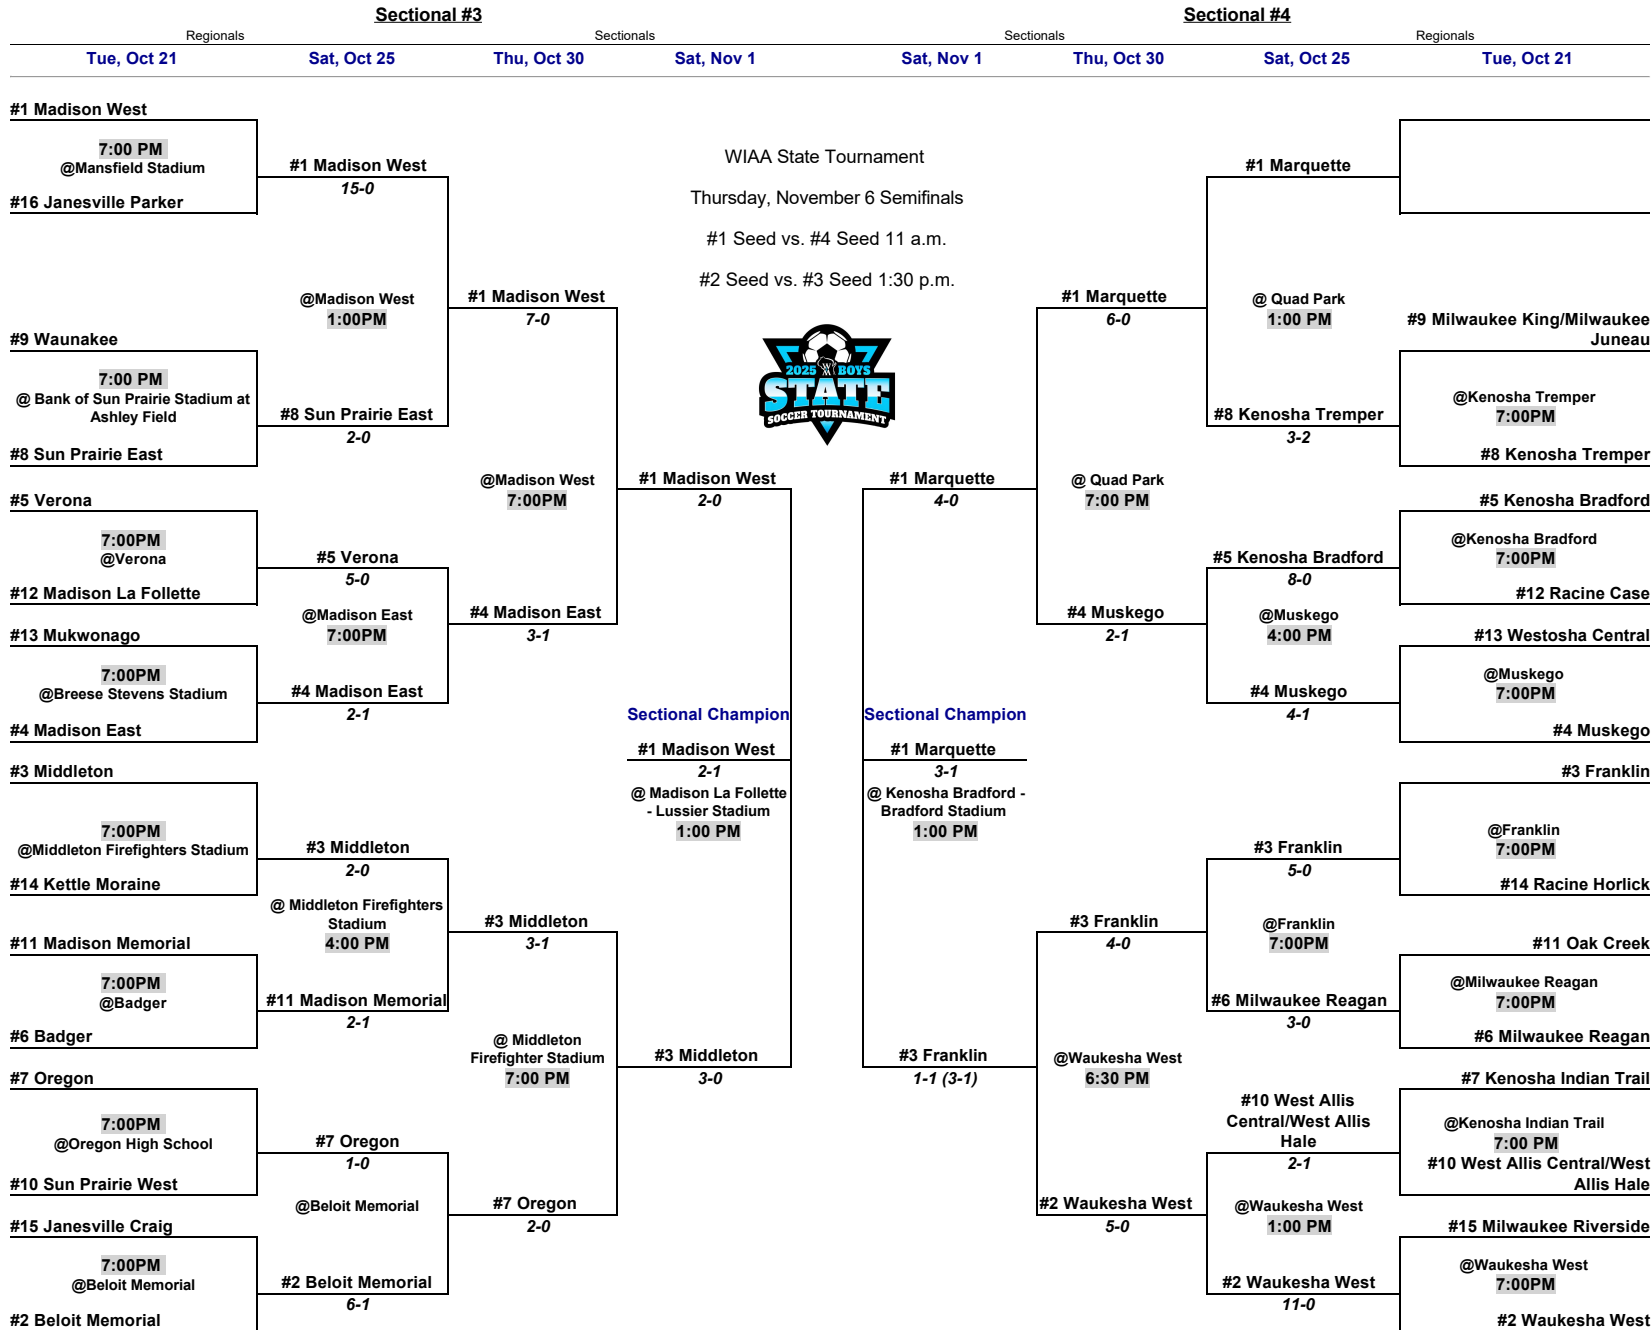 Sectional #3
Sectional #4
Regionals
Sectionals
Sectionals
Regionals
Tue, Oct 21
Sat, Oct 25
Thu, Oct 30
Sat, Nov 1
Sat, Nov 1
Thu, Oct 30
Sat, Oct 25
Tue, Oct 21
#1 Madison West
7:00 PM
@Mansfield Stadium
#16 Janesville Parker
#9 Waunakee
7:00 PM
@ Bank of Sun Prairie Stadium at
Ashley Field
#8 Sun Prairie East
#5 Verona
7:00PM
@Verona
#12 Madison La Follette
#13 Mukwonago
7:00PM
@Breese Stevens Stadium
#4 Madison East
#3 Middleton
7:00PM
@Middleton Firefighters Stadium
#14 Kettle Moraine
#11 Madison Memorial
7:00PM
@Badger
#6 Badger
#7 Oregon
7:00PM
@Oregon High School
#10 Sun Prairie West
#15 Janesville Craig
7:00PM
@Beloit Memorial
#2 Beloit Memorial
#1 Madison West
15-0
@Madison West
1:00PM
#8 Sun Prairie East
2-0
#5 Verona
5-0
@Madison East
7:00PM
#4 Madison East
2-1
#3 Middleton
2-0
@ Middleton Firefighters
Stadium
4:00 PM
#11 Madison Memorial
2-1
#7 Oregon
1-0
@Beloit Memorial
#2 Beloit Memorial
6-1
#1 Madison West
7-0
@Madison West
7:00PM
#4 Madison East
3-1
#3 Middleton
3-1
@ Middleton
Firefighter Stadium
7:00 PM
#7 Oregon
2-0
#1 Madison West
2-0
Sectional Champion
#1 Madison West
2-1
@ Madison La Follette
- Lussier Stadium
1:00 PM
#3 Middleton
3-0
WIAA State Tournament
Thursday, November 6 Semifinals
#1 Seed vs. #4 Seed 11 a.m.
#2 Seed vs. #3 Seed 1:30 p.m.
2025 BOYS
STATE
SOCCER TOURNAMENT
#1 Marquette
4-0
Sectional Champion
#1 Marquette
3-1
@ Kenosha Bradford -
Bradford Stadium
1:00 PM
#3 Franklin
1-1 (3-1)
#1 Marquette
6-0
@ Quad Park
7:00 PM
#4 Muskego
2-1
#3 Franklin
4-0
@Waukesha West
6:30 PM
#2 Waukesha West
5-0
#1 Marquette
@ Quad Park
1:00 PM
#8 Kenosha Tremper
3-2
#5 Kenosha Bradford
8-0
@Muskego
4:00 PM
#4 Muskego
4-1
#3 Franklin
5-0
@Franklin
7:00PM
#6 Milwaukee Reagan
3-0
#10 West Allis
Central/West Allis
Hale
2-1
@Waukesha West
1:00 PM
#2 Waukesha West
11-0
#9 Milwaukee King/Milwaukee
Juneau
@Kenosha Tremper
7:00PM
#8 Kenosha Tremper
#5 Kenosha Bradford
@Kenosha Bradford
7:00PM
#12 Racine Case
#13 Westosha Central
@Muskego
7:00PM
#4 Muskego
#3 Franklin
@Franklin
7:00PM
#14 Racine Horlick
#11 Oak Creek
@Milwaukee Reagan
7:00PM
#6 Milwaukee Reagan
#7 Kenosha Indian Trail
@Kenosha Indian Trail
7:00 PM
#10 West Allis Central/West
Allis Hale
#15 Milwaukee Riverside
@Waukesha West
7:00PM
#2 Waukesha West